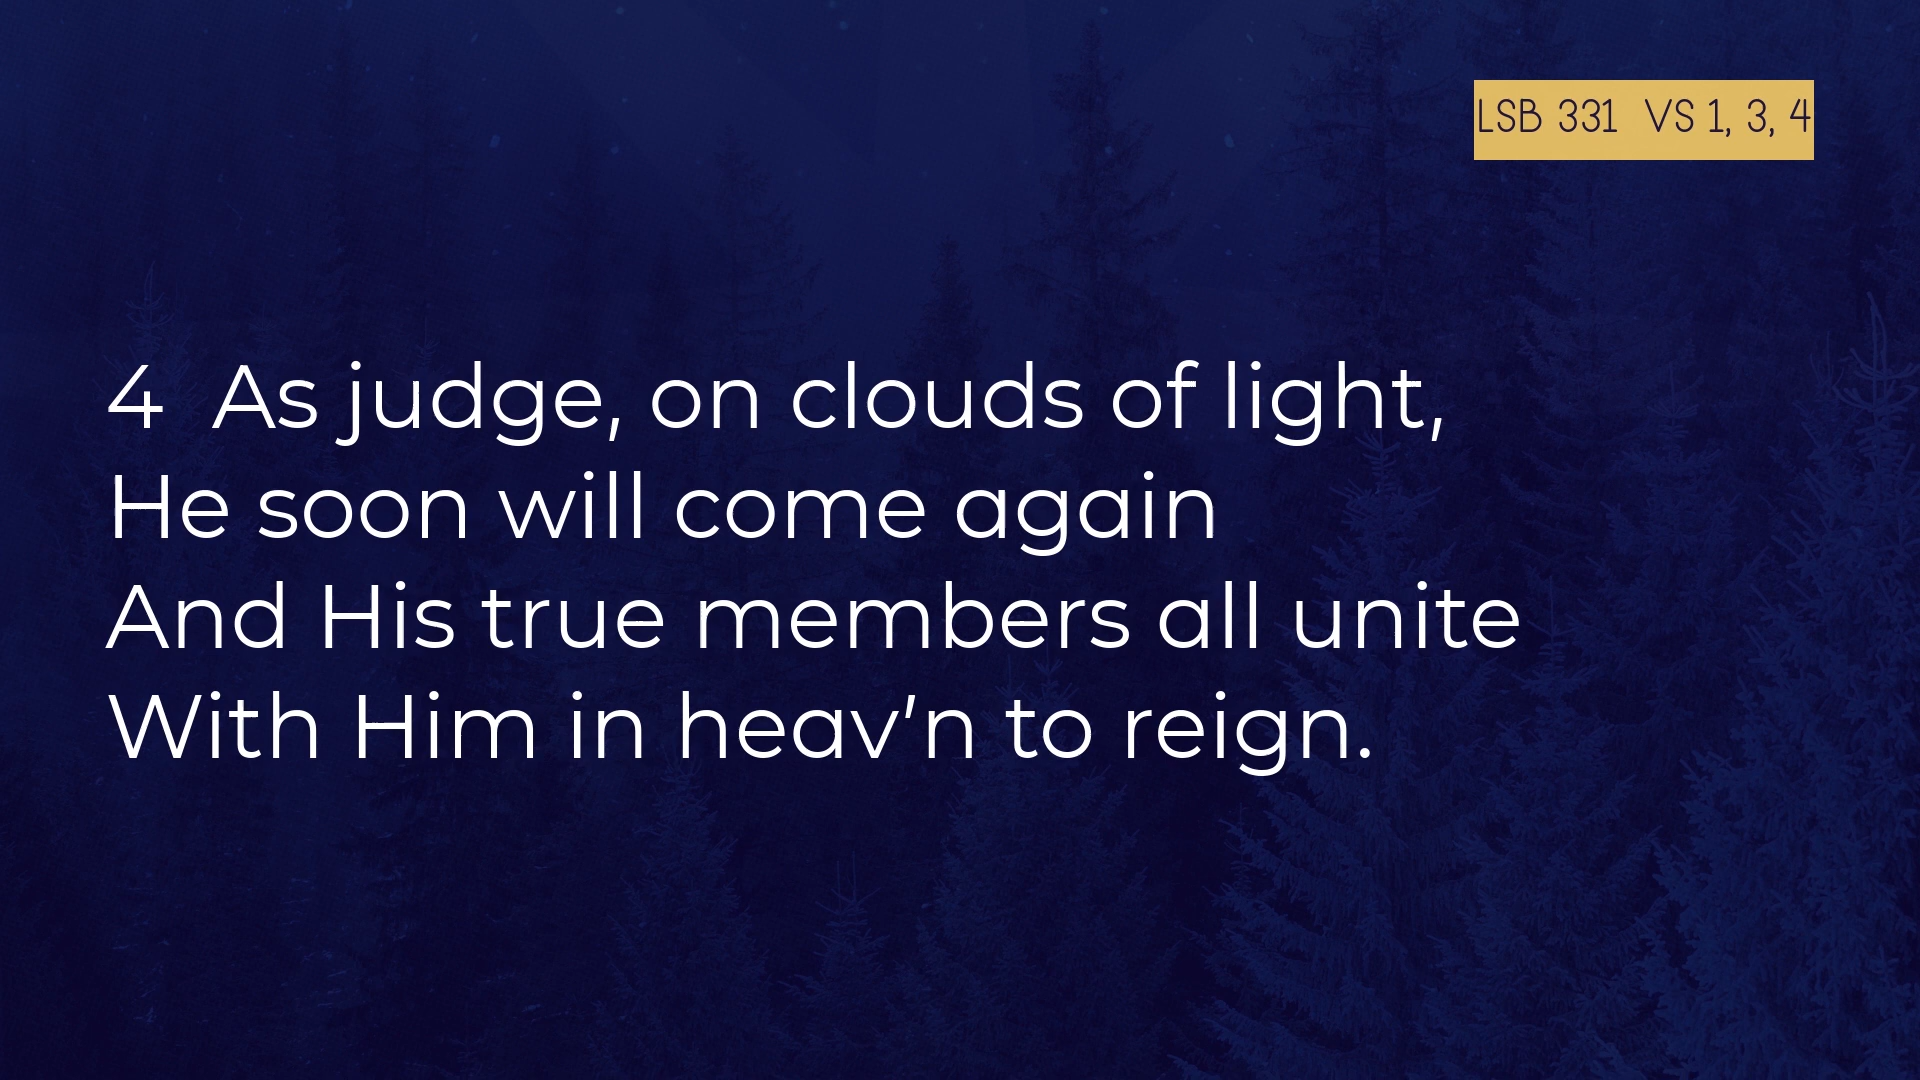 LSB 331  VS 1, 3, 4
4  As judge, on clouds of light,
He soon will come again
And His true members all unite
With Him in heav'n to reign.